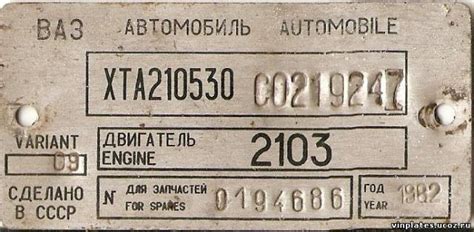 ВАЗ АВТОМОБИЛЬ AUTOMOBILE
XTA210530 C0219247
VARIANT 09
ДВИГАТЕЛЬ
ENGINE 2103
СДЕЛАНО
В СССР
N ДЛЯ ЗАПЧАСТЕЙ
FOR SPARES 0194686
ГОД
YEAR 1982
vinplates.ucoz.ru